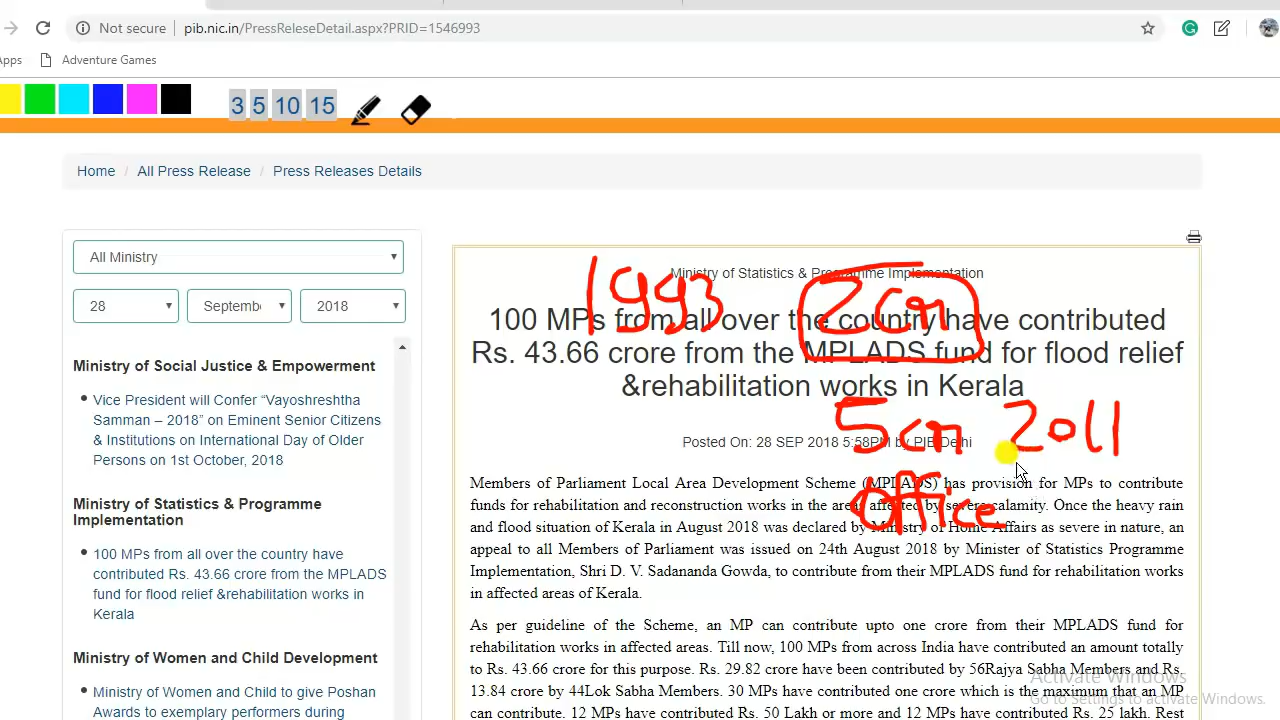 Not secure pib.nic.in/PressReleseDetail.aspx?PRID=1546993
Apps Adventure Games
3 5 10 15
Home / All Press Release / Press Releases Details
All Ministry
28 Septembe 2018
Ministry of Social Justice & Empowerment
Vice President will Confer “Vayoshreshtha
Samman – 2018” on Eminent Senior Citizens
& Institutions on International Day of Older
Persons on 1st October, 2018
Ministry of Statistics & Programme
Implementation
100 MPs from all over the country have
contributed Rs. 43.66 crore from the MPLADS
fund for flood relief &rehabilitation works in
Kerala
Ministry of Women and Child Development
Ministry of Women and Child to give Poshan
Awards to exemplary performers during
Ministry of Statistics & Programme Implementation
1993 2cr
100 MPs from all over the country have contributed
Rs. 43.66 crore from the MPLADS fund for flood relief
&rehabilitation works in Kerala
5cr 2011
Posted On: 28 SEP 2018 5:58PM by PIB Delhi
Members of Parliament Local Area Development Scheme (MPLADS) has provision for MPs to contribute
office
funds for rehabilitation and reconstruction works in the areas affected by severe calamity. Once the heavy rain
and flood situation of Kerala in August 2018 was declared by Ministry of Home Affairs as severe in nature, an
appeal to all Members of Parliament was issued on 24th August 2018 by Minister of Statistics Programme
Implementation, Shri D. V. Sadananda Gowda, to contribute from their MPLADS fund for rehabilitation works
in affected areas of Kerala.
As per guideline of the Scheme, an MP can contribute upto one crore from their MPLADS fund for
rehabilitation works in affected areas. Till now, 100 MPs from across India have contributed an amount totally
to Rs. 43.66 crore for this purpose. Rs. 29.82 crore have been contributed by 56Rajya Sabha Members and Rs.
13.84 crore by 44Lok Sabha Members. 30 MPs have contributed one crore which is the maximum that an MP
can contribute. 12 MPs have contributed Rs. 50 Lakh or more and 12 MPs have contributed Rs. 25 lakh. Rest
Activate Windows
Go to Settings to activate Windows.